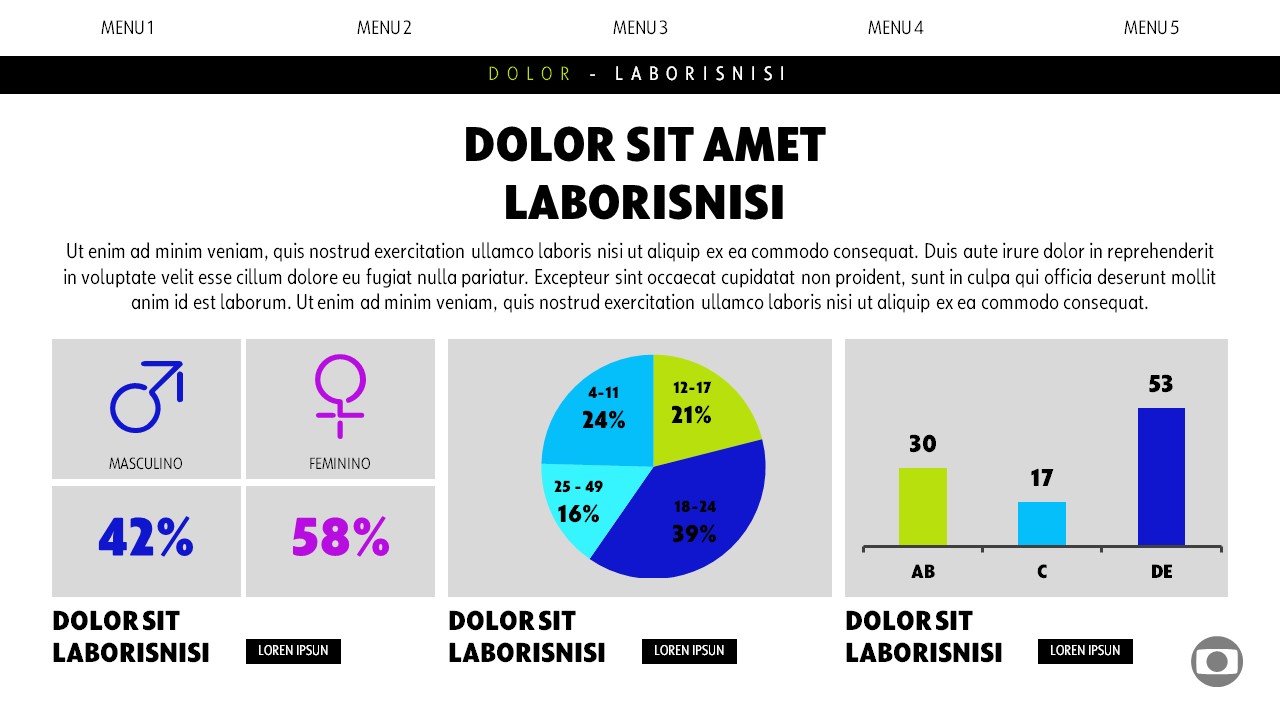 MENU 1
MENU 2
MENU 3
MENU 4
MENU 5
DOLOR - LABORISNISI
DOLOR SIT AMET
LABORISNISI
Ut enim ad minim veniam, quis nostrud exercitation ullamco laboris nisi ut aliquip ex ea commodo consequat. Duis aute irure dolor in reprehenderit
in voluptate velit esse cillum dolore eu fugiat nulla pariatur. Excepteur sint occaecat cupidatat non proident, sunt in culpa qui officia deserunt mollit
anim id est laborum. Ut enim ad minim veniam, quis nostrud exercitation ullamco laboris nisi ut aliquip ex ea commodo consequat.
MASCULINO
FEMININO
42%
58%
DOLOR SIT
LABORISNISI
LOREN IPSUN
4-11
24%
12-17
21%
25 - 49
16%
18-24
39%
DOLOR SIT
LABORISNISI
LOREN IPSUN
30
17
53
AB
C
DE
DOLOR SIT
LABORISNISI
LOREN IPSUN